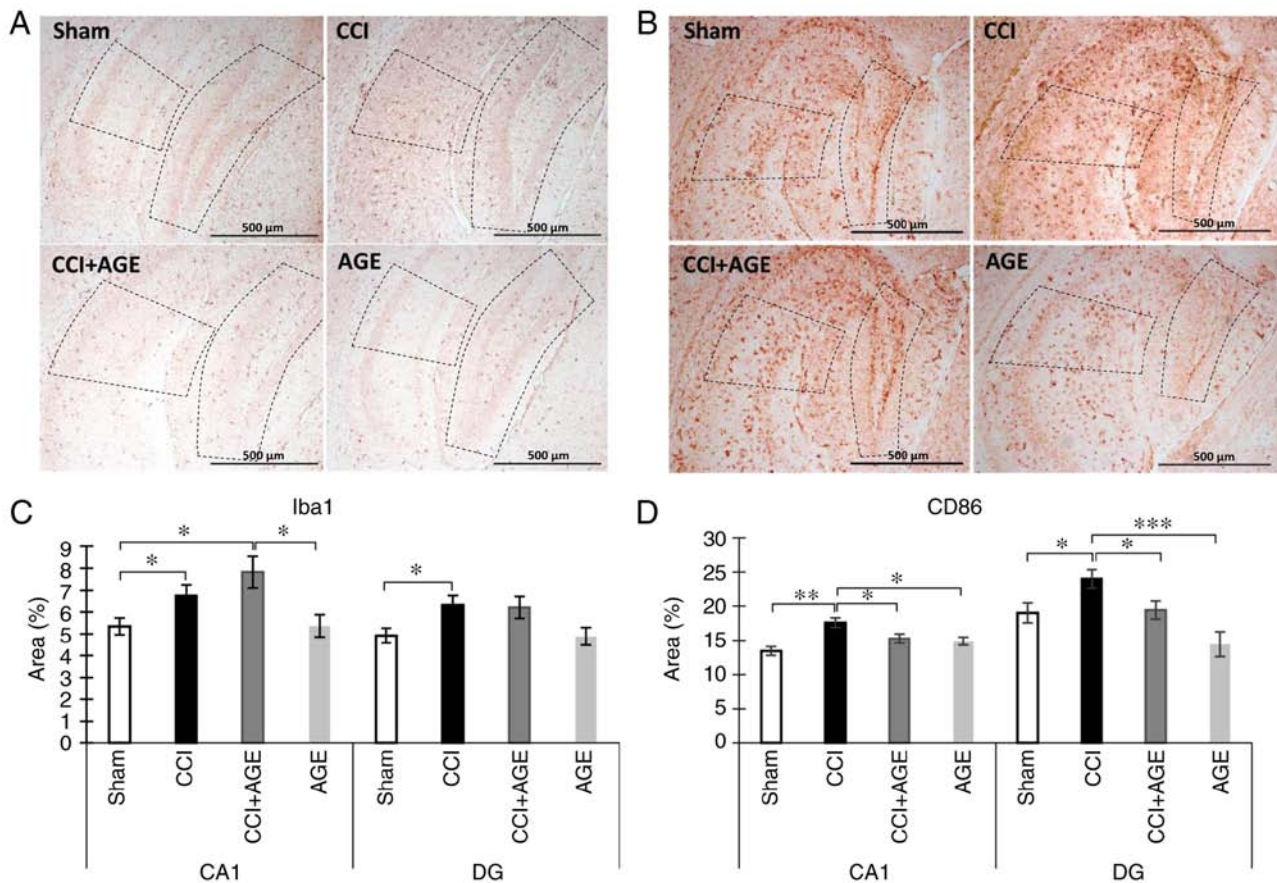 A
Sham
CCI
500 µm
500 µm
CCI+AGE
AGE
500 µm
500 µm
B
Sham
CCI
500 µm
500 µm
CCI+AGE
AGE
500 µm
500 µm
C
Iba1
Area (%)
9
8
7
6
5
4
3
2
1
0
*
*
*
*
Sham
CCI
CCI+AGE
AGE
Sham
CCI
CCI+AGE
AGE
CA1
DG
D
CD86
Area (%)
30
25
20
15
10
5
0
**
*
*
*
***
*
Sham
CCI
CCI+AGE
AGE
Sham
CCI
CCI+AGE
AGE
CA1
DG